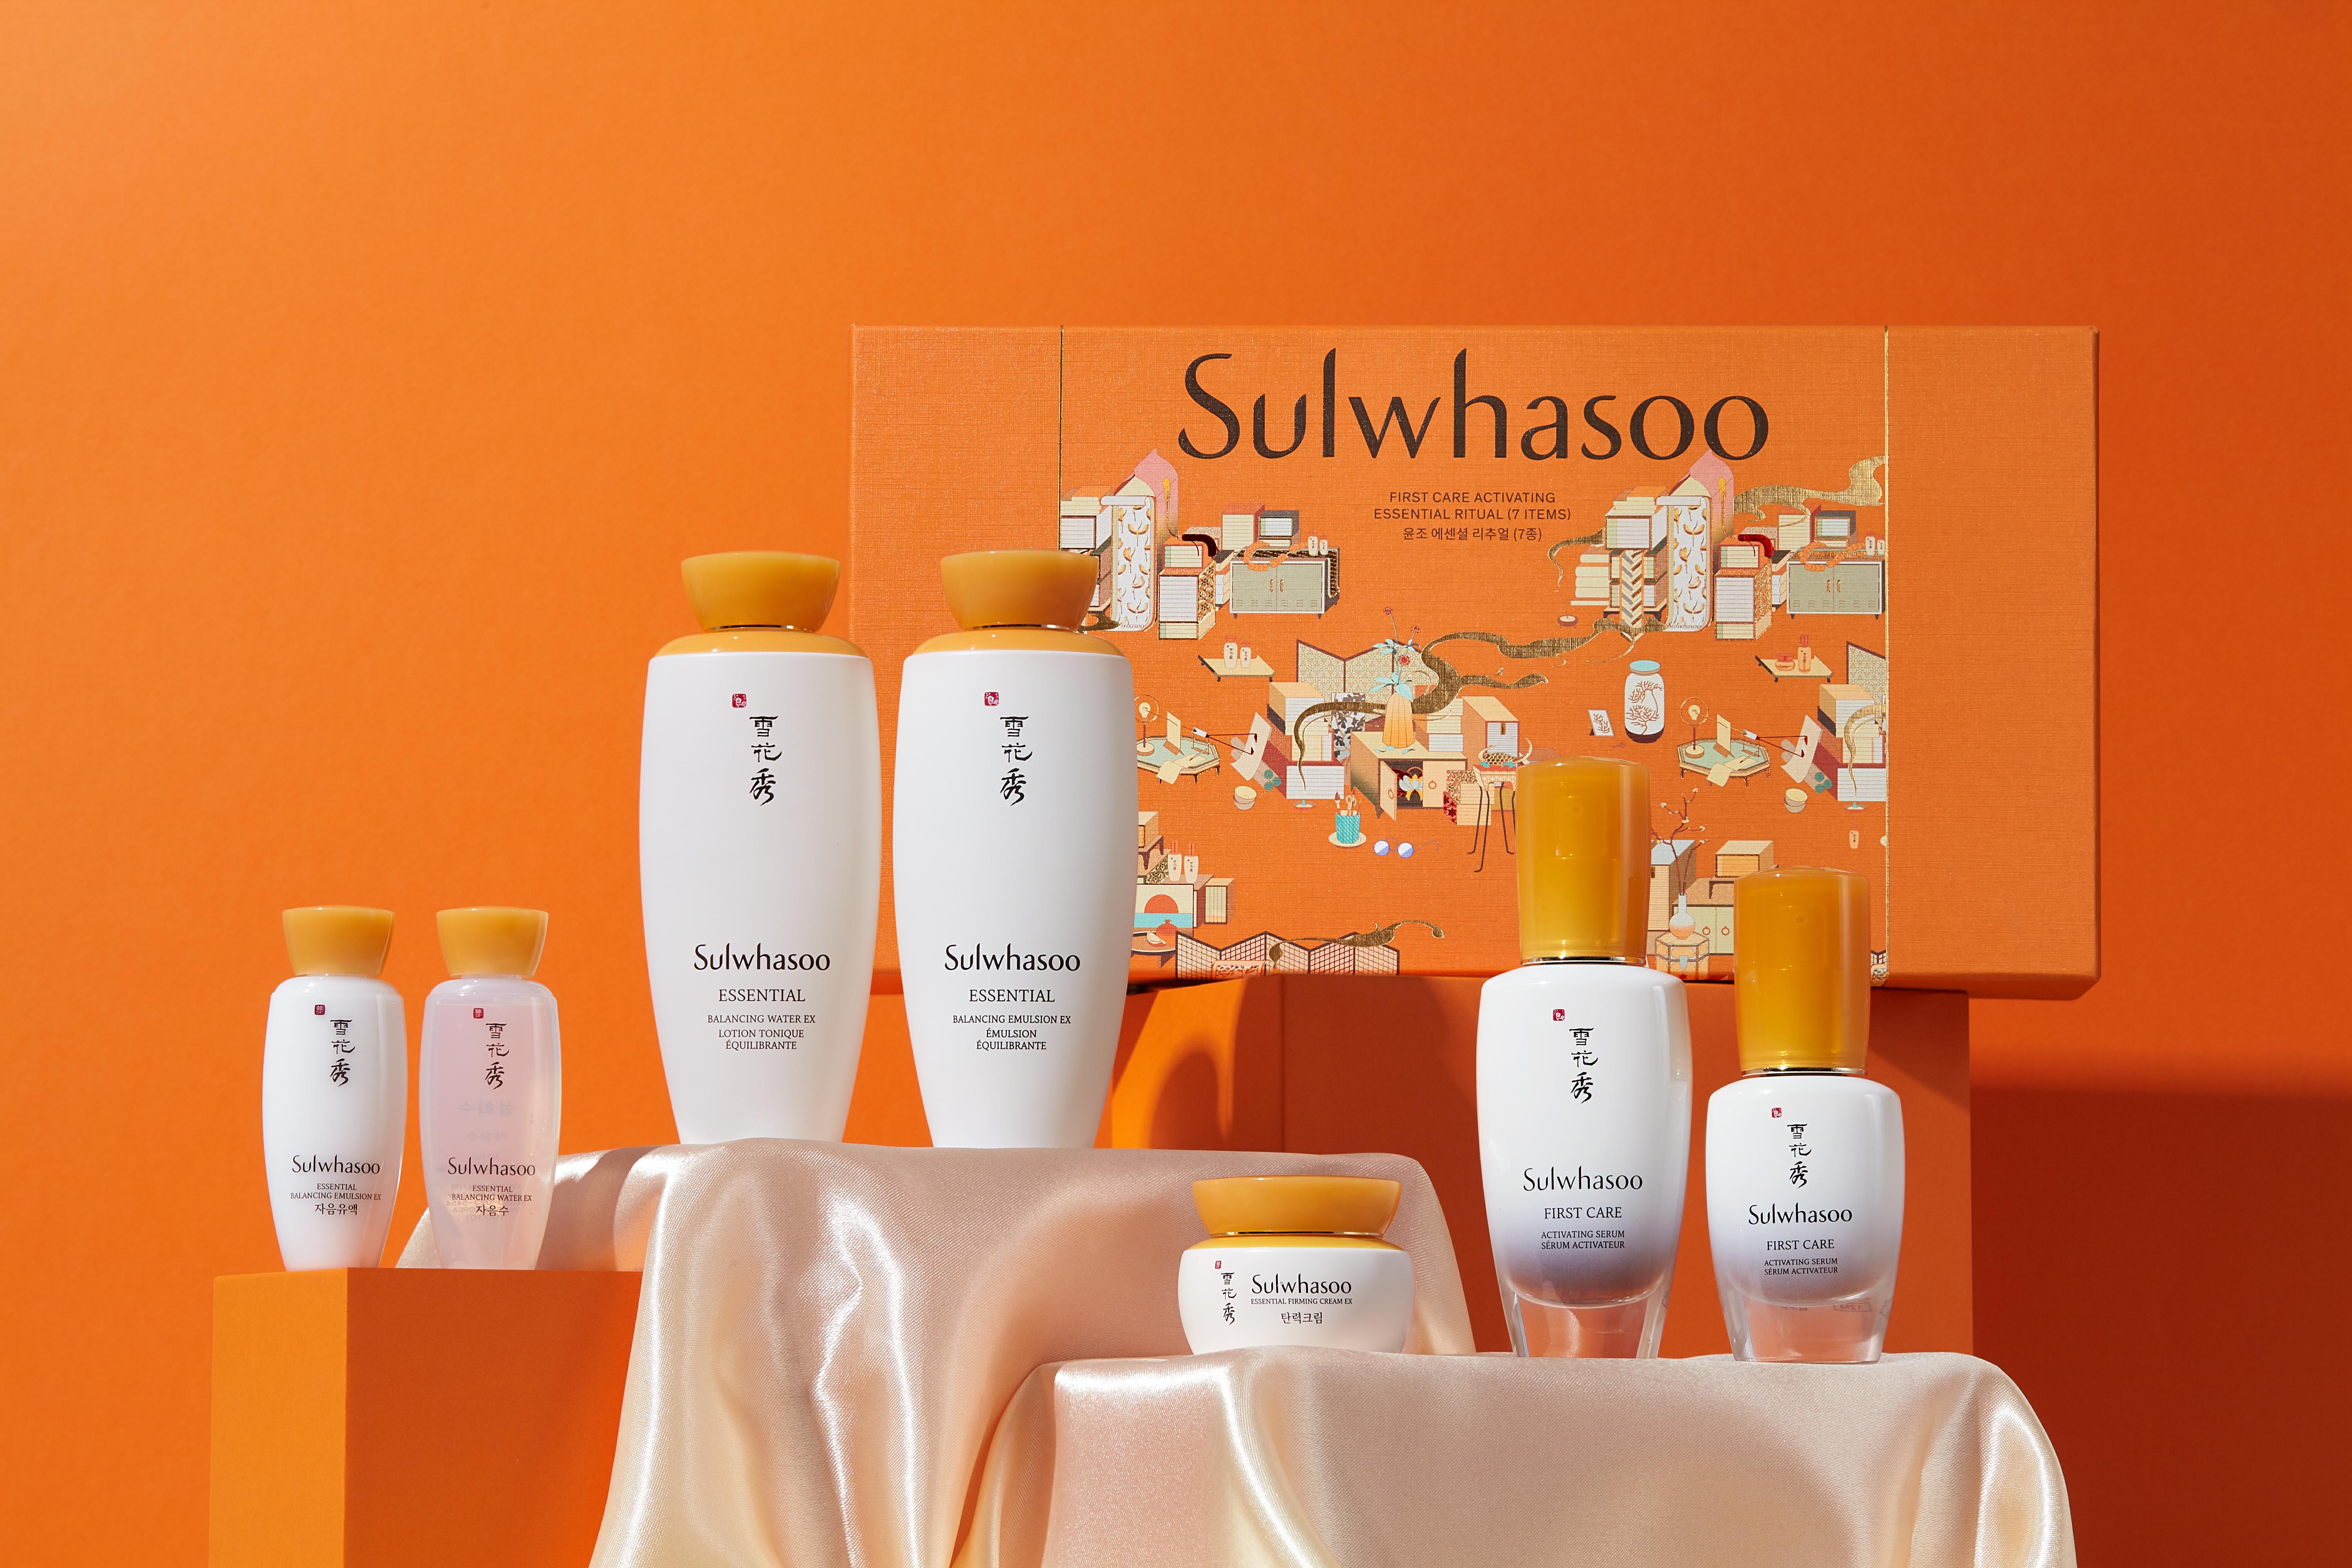 Sulwhasoo
FIRST CARE ACTIVATING
ESSENTIAL RITUAL (7 ITEMS)
윤조 에센셜 리추얼 (7종)
雪
花
秀
Sulwhasoo
ESSENTIAL
BALANCING EMULSION EX
자음유액
雪
花
秀
Sulwhasoo
ESSENTIAL
BALANCING WATER EX
자음수
雪
花
秀
Sulwhasoo
ESSENTIAL
BALANCING WATER EX
LOTION TONIQUE
ÉQUILIBRANTE
雪
花
秀
Sulwhasoo
ESSENTIAL
BALANCING EMULSION EX
ÉMULSION
ÉQUILIBRANTE
雪
花
秀
Sulwhasoo
ESSENTIAL FIRMING CREAM EX
탄력크림
雪
花
秀
Sulwhasoo
FIRST CARE
ACTIVATING SERUM
SÉRUM ACTIVATEUR
雪
花
秀
Sulwhasoo
FIRST CARE
ACTIVATING SERUM
SÉRUM ACTIVATEUR